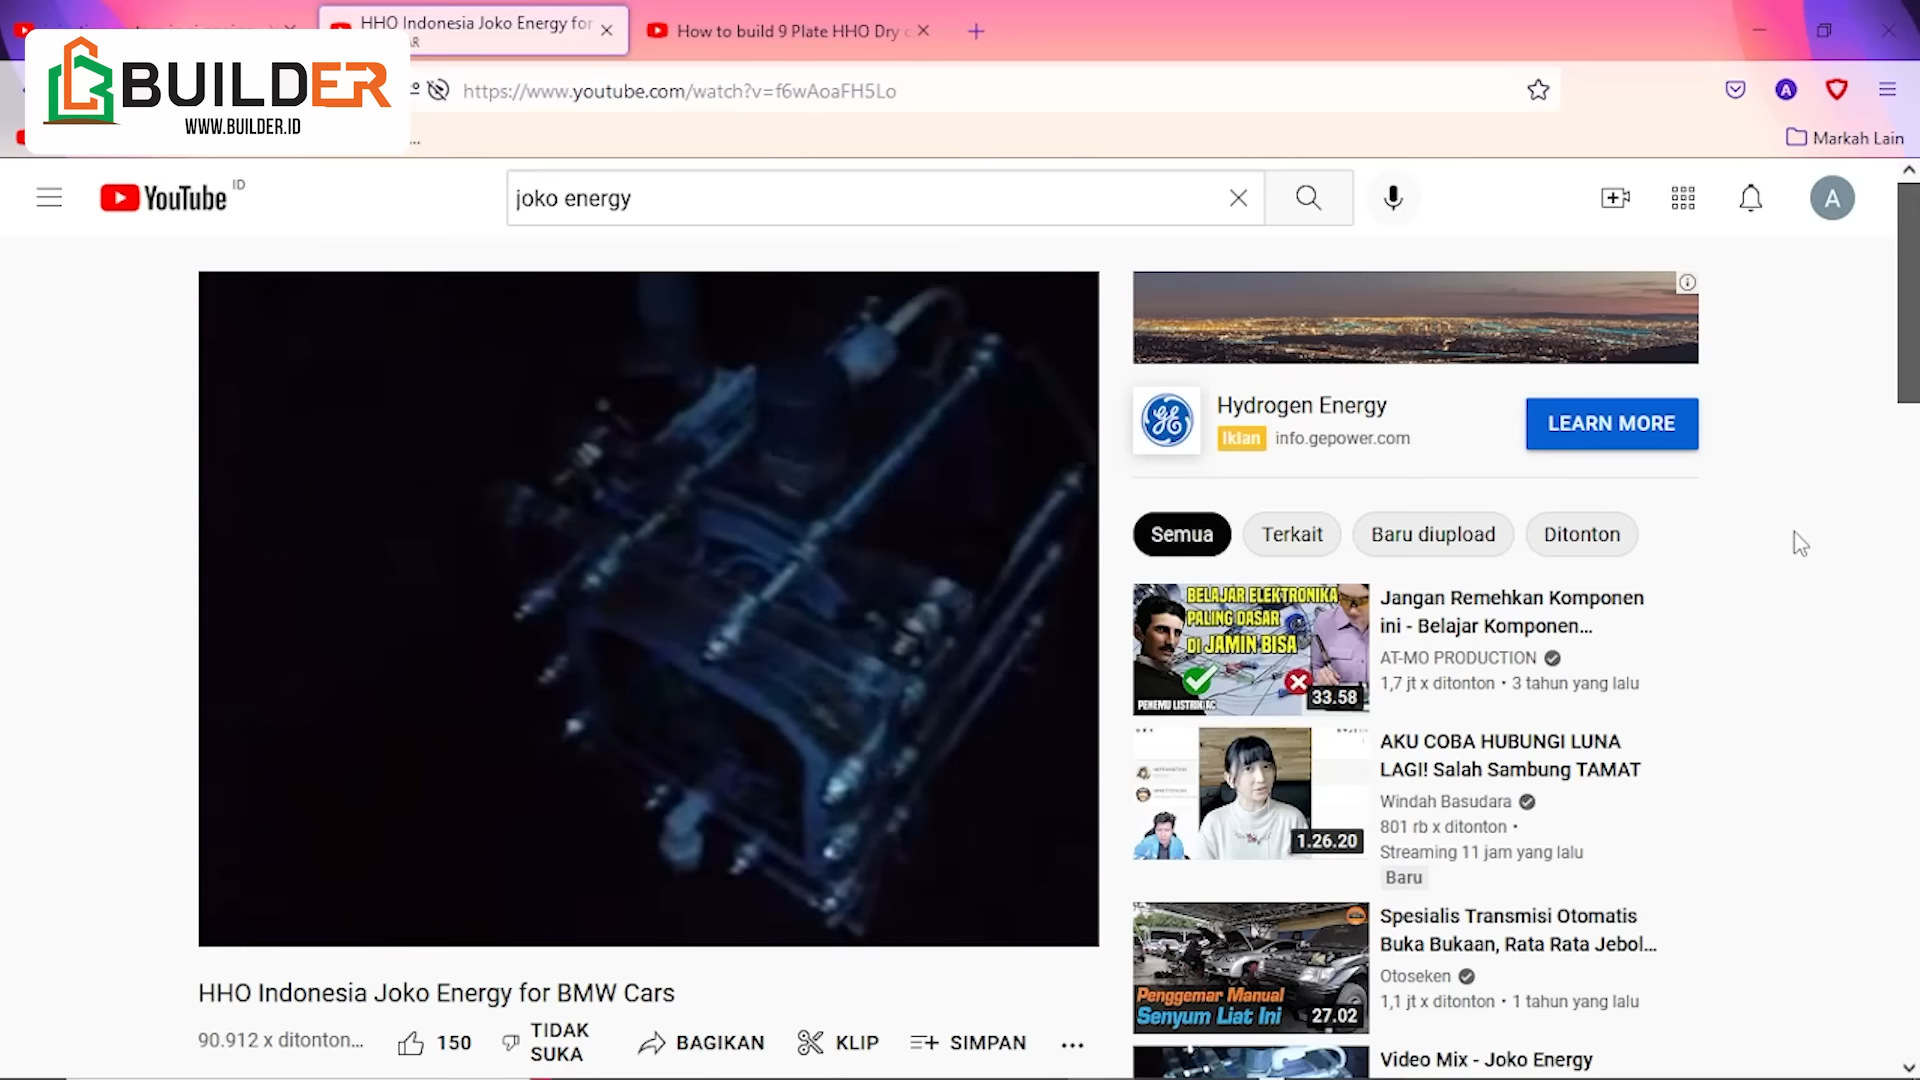 HHO Indonesia Joko Energy for
How to build 9 Plate HHO Dry c
BUILDER
WWW.BUILDER.ID
https://www.youtube.com/watch?v=f6wAoaFH5Lo
...
Markah Lain
YouTube ID
joko energy
A
Hydrogen Energy
Iklan info.gepower.com
LEARN MORE
Semua
Terkait
Baru diupload
Ditonton
BELAJAR ELEKTRONIKA
PALING DASAR
DI JAMIN BISA
PENEMU LISTRIK AC
33.58
Jangan Remehkan Komponen
ini - Belajar Komponen...
AT-MO PRODUCTION
1,7 jt x ditonton • 3 tahun yang lalu
1.26.20
AKU COBA HUBUNGI LUNA
LAGI! Salah Sambung TAMAT
Windah Basudara
801 rb x ditonton •
Streaming 11 jam yang lalu
Baru
Penggemar Manual
Senyum Liat Ini
27.02
Spesialis Transmisi Otomatis
Buka Bukaan, Rata Rata Jebol...
Otoseken
1,1 jt x ditonton • 1 tahun yang lalu
Video Mix - Joko Energy
HHO Indonesia Joko Energy for BMW Cars
90.912 x ditonton...
150
TIDAK
SUKA
BAGIKAN
KLIP
SIMPAN